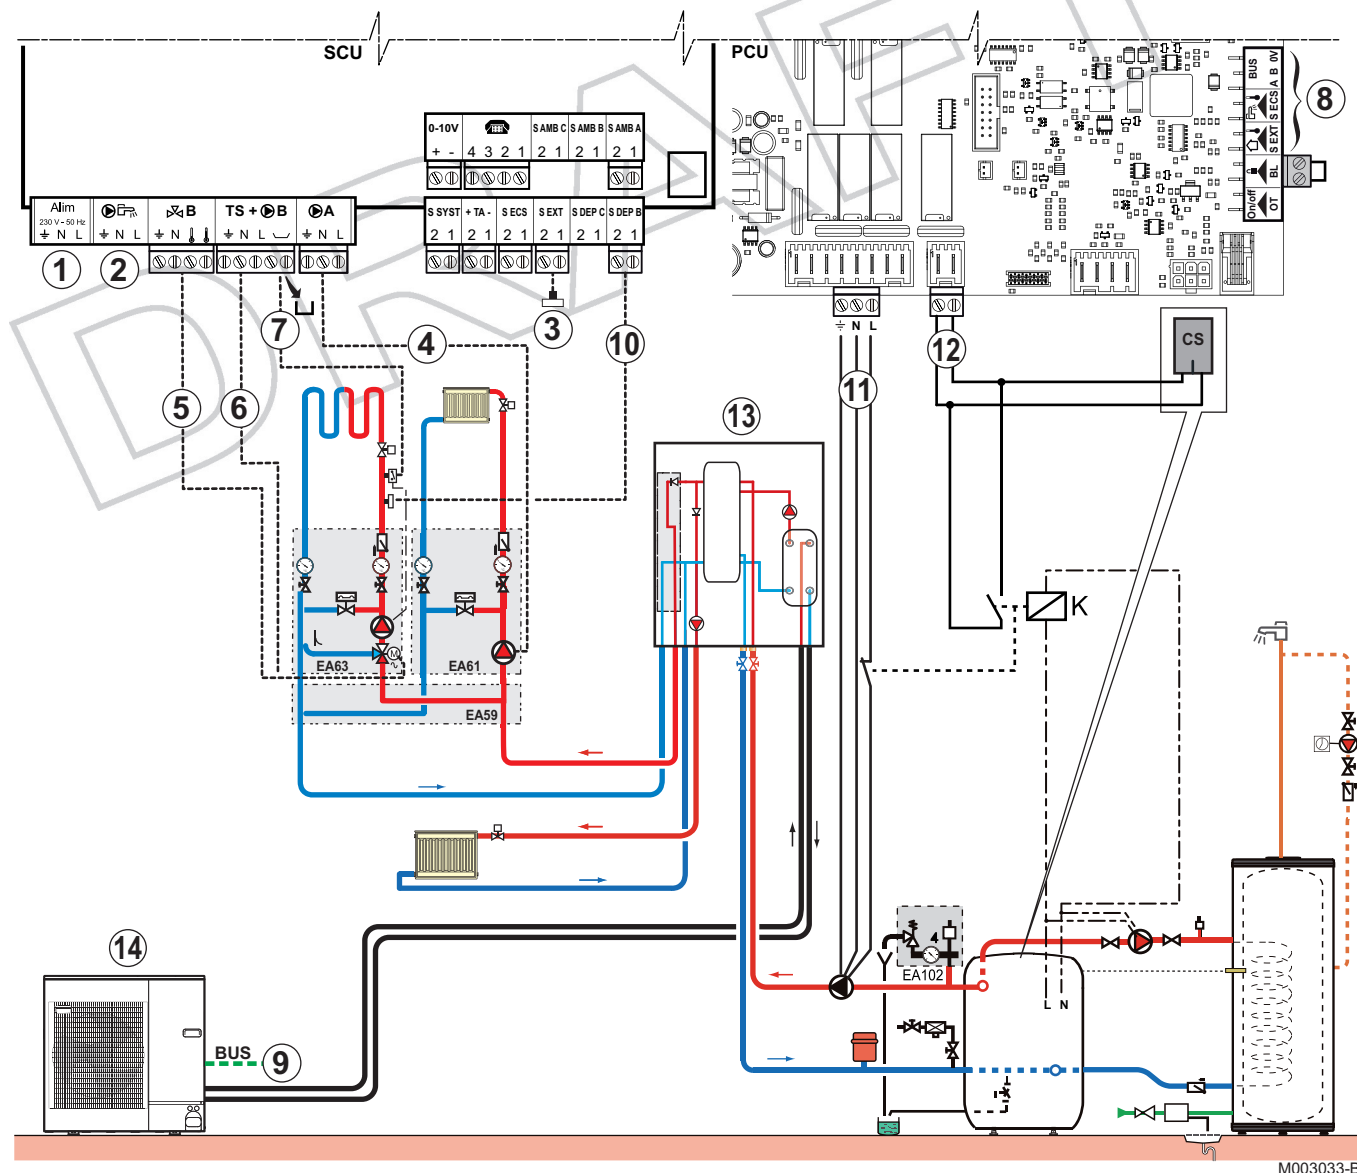 DRAFT
SCU
PCU
0-10V
S AMB C S AMB B S AMB A
+ - 4 3 2 1 2 1 2 1 2 1
Alim
230 V - 50 Hz
N L
N L
B
N
TS + B
N L
A
N L
S SYST + TA - S ECS S EXT S DEP C S DEP B
2 1 2 1 2 1 2 1 2 1 2 1
BUS
A B 0V
S ECS
S EXT
BL
On/off
OT
8
1
2
3
4
5
6
7
10
N L
11
12
CS
13
K
M
EA63
EA61
EA59
14
BUS
9
4
EA102
L N
M003033-B